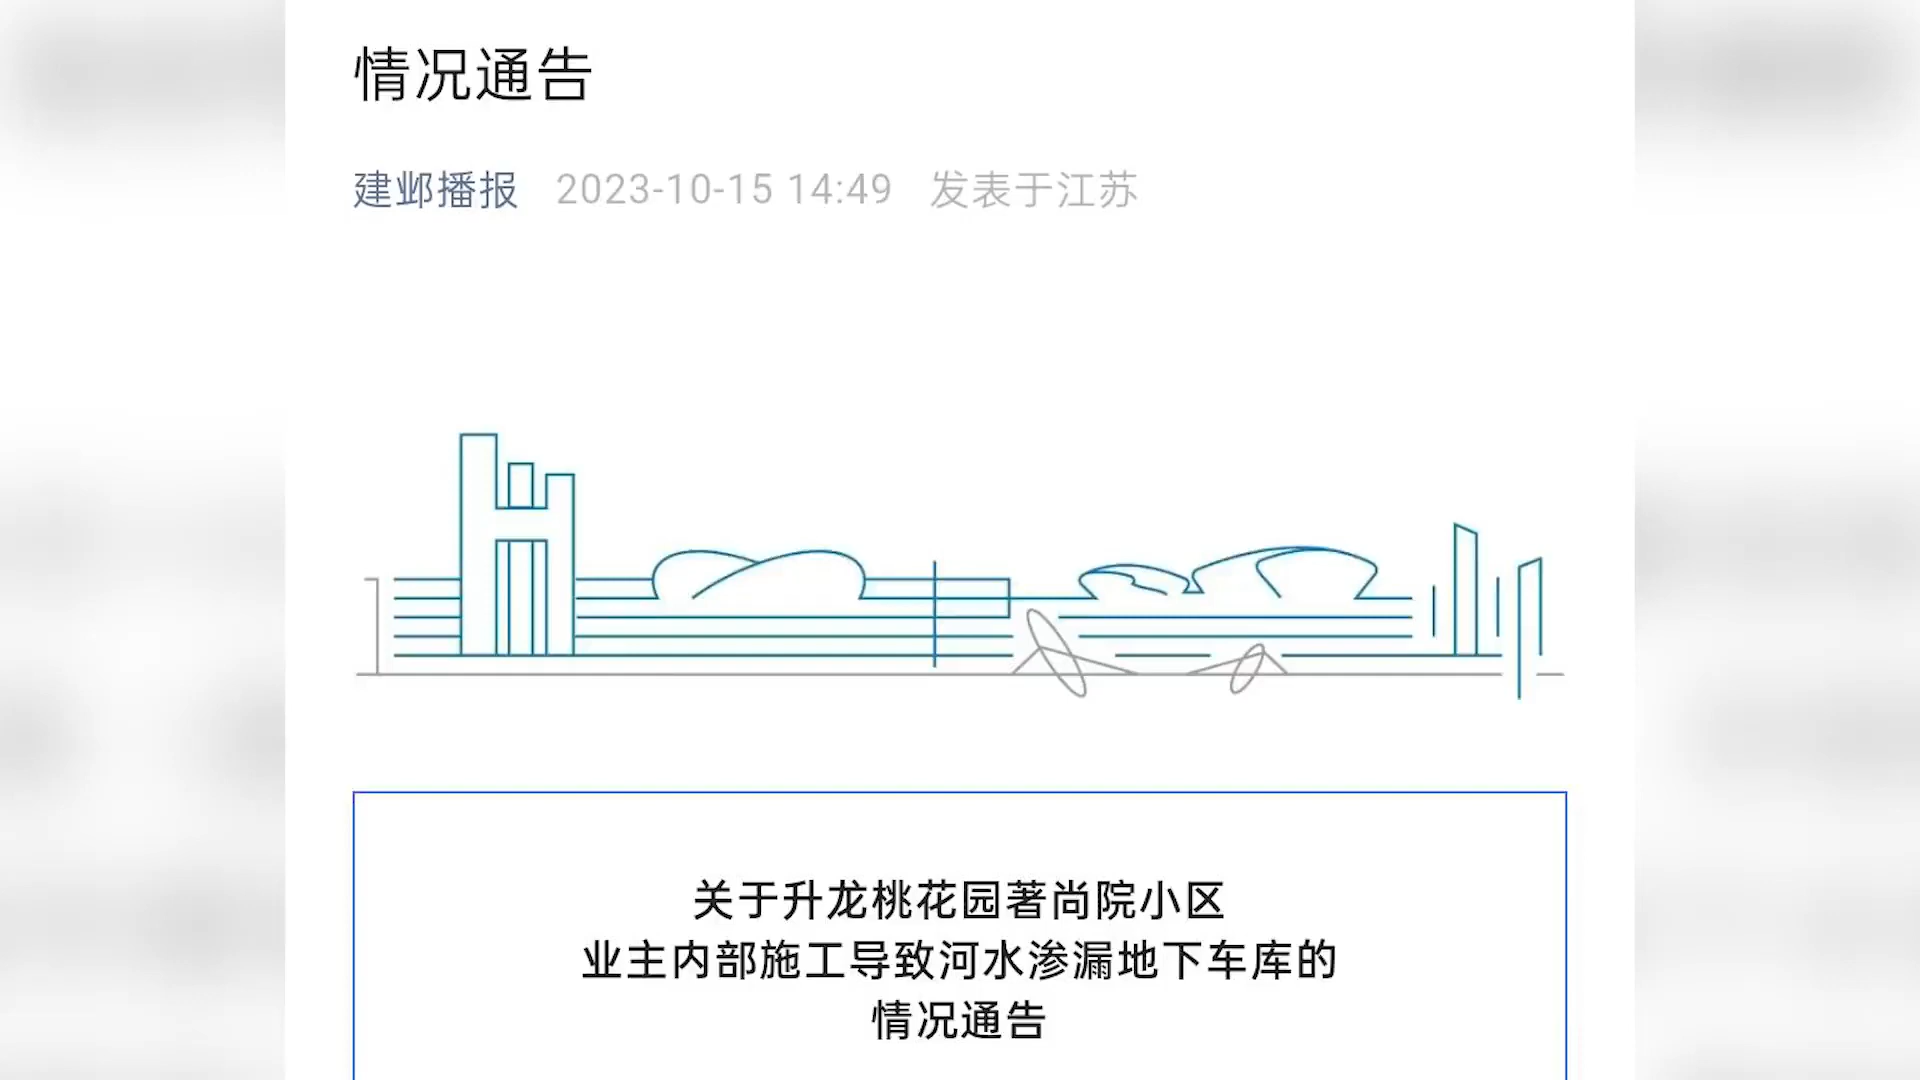 情况通告
建邺播报 2023-10-15 14:49 发表于江苏
关于升龙桃花园著尚院小区
业主内部施工导致河水渗漏地下车库的
情况通告